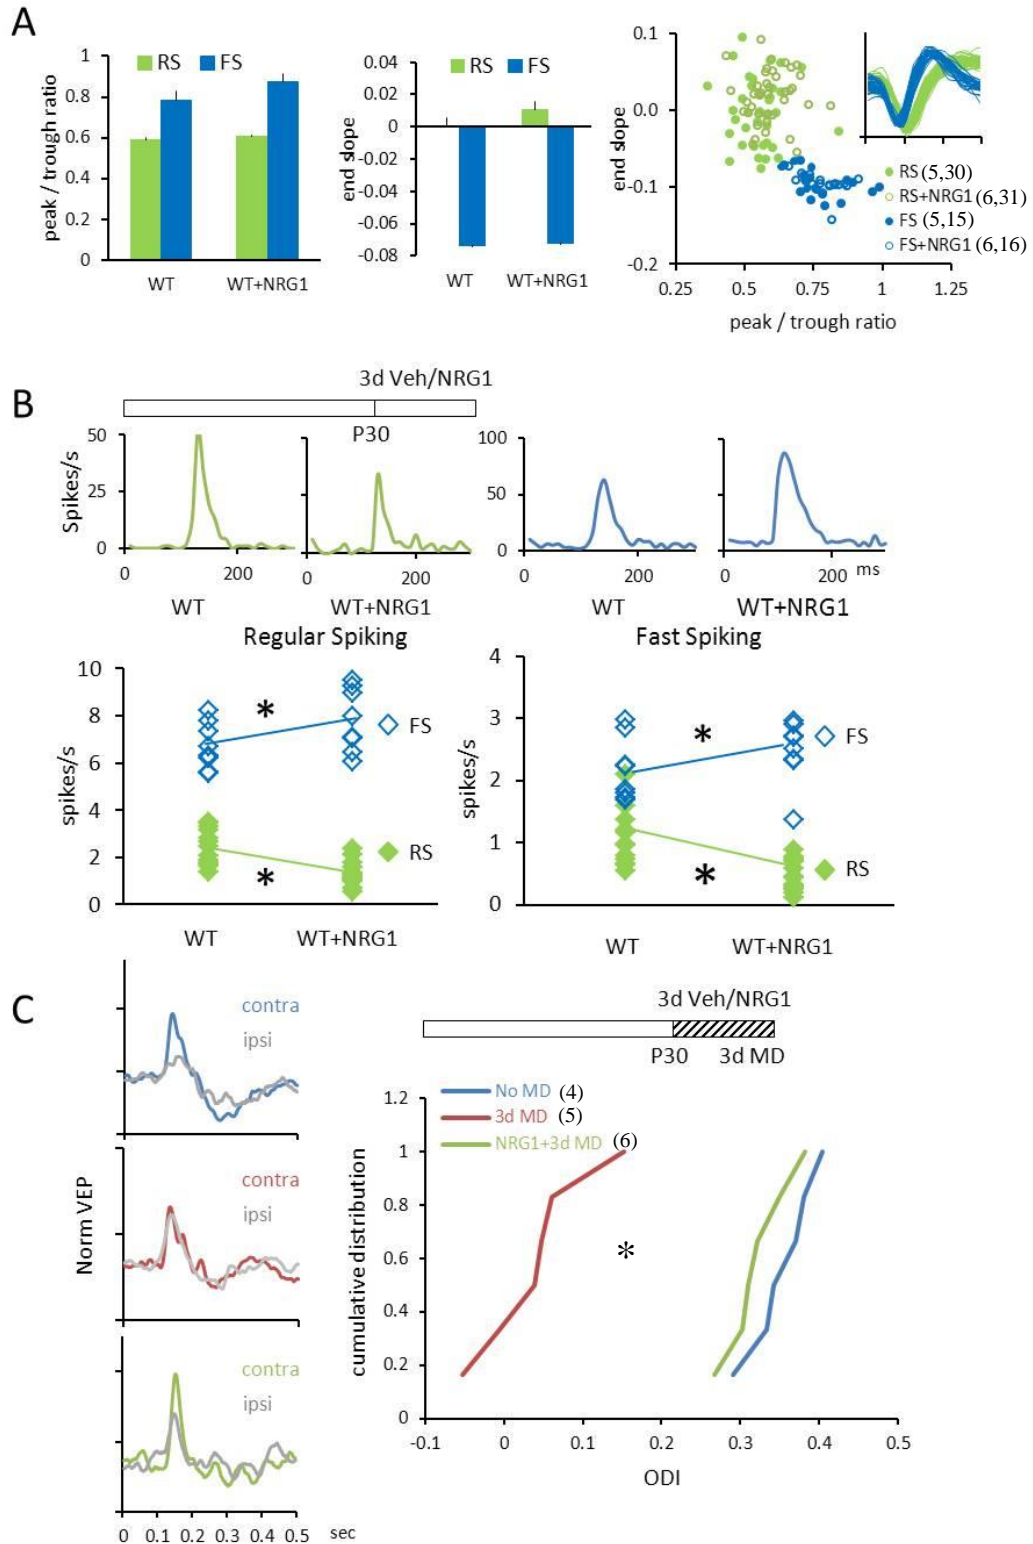 A
RS FS
1
0.8
0.6
0.4
0.2
0
peak / trough ratio
WT WT+NRG1
RS FS
0.04
0.02
0
-0.02
-0.04
-0.06
-0.08
end slope
WT WT+NRG1
0.1
0.0
-0.1
-0.2
end slope
0.25 0.5 0.75 1 1.25
peak / trough ratio
RS (5,30)
RS+NRG1 (6,31)
FS (5,15)
FS+NRG1 (6,16)
B
3d Veh/NRG1
P30
50
25
0
Spikes/s
0 200
0 200
WT WT+NRG1
Regular Spiking
100
50
0
0 200
0 200 ms
WT WT+NRG1
Fast Spiking
10
8
6
4
2
0
spikes/s
*
FS
RS
*
WT WT+NRG1
4
3
2
1
0
spikes/s
*
FS
RS
*
WT WT+NRG1
C
contra
ipsi
contra
ipsi
contra
ipsi
Norm VEP
0 0.1 0.2 0.3 0.4 0.5 sec
3d Veh/NRG1
P30 3d MD
No MD (4)
3d MD (5)
NRG1+3d MD (6)
1.2
1
0.8
0.6
0.4
0.2
0
cumulative distribution
*
-0.1 0 0.1 0.2 0.3 0.4 0.5
ODI